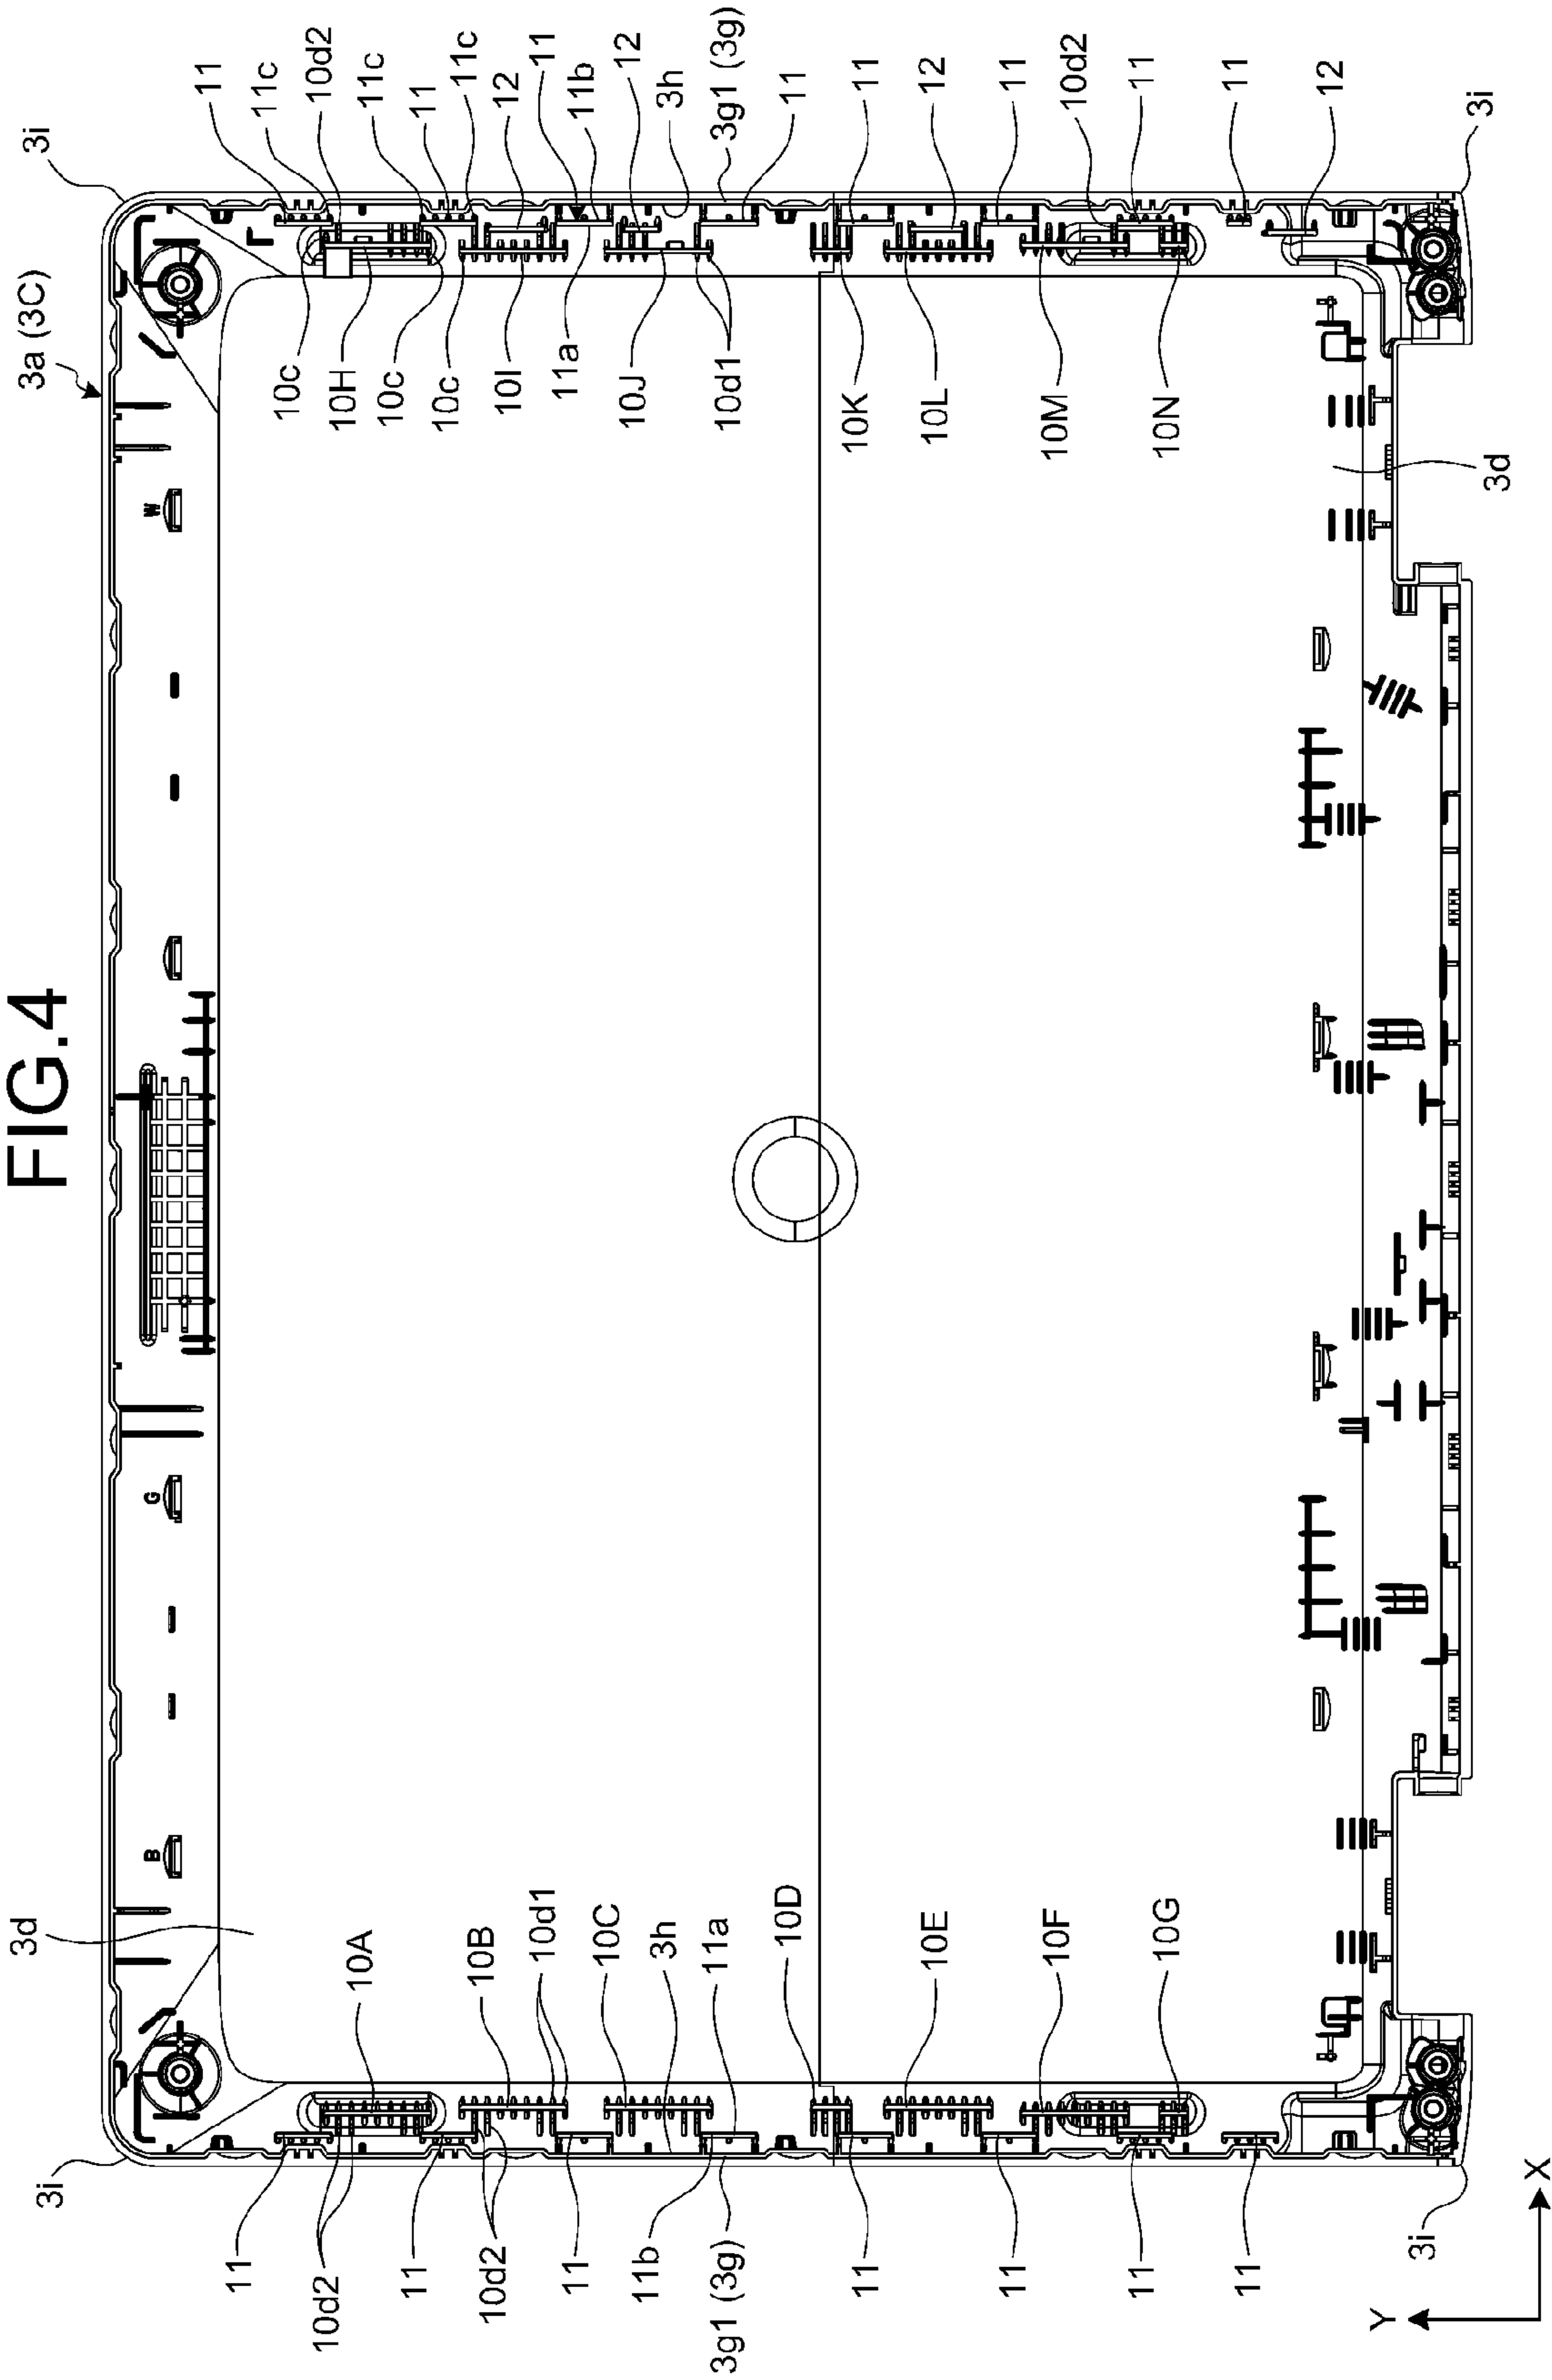 FIG.4
3a (3C)
3i
3d
3i
11
10d2
11
10d2
11
11b
3g1 (3g)
11
11
11
11
3i
10A
10B
10d1
10C
3h
11a
10D
10E
10F
10G
B
G
W
10c
10H
10c
10c
10I
11a
10J
10d1
10K
10L
10M
10N
3d
11
11c
10d2
11c
11
11c
12
11
11b
12
3h
3g1 (3g)
11
11
12
11
10d2
11
11
12
3i
Y
X